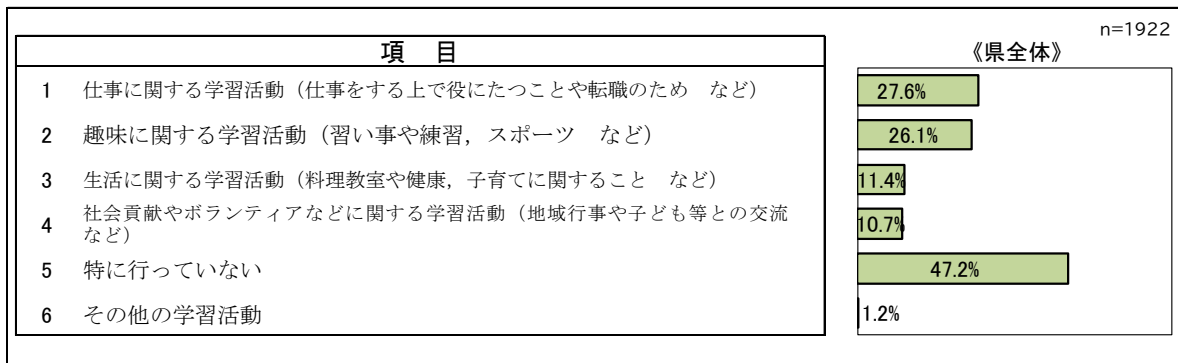 n=1922
項 目
《県全体》
1 仕事に関する学習活動（仕事をする上で役にたつことや転職のため など） 27.6%
2 趣味に関する学習活動（習い事や練習，スポーツ など） 26.1%
3 生活に関する学習活動（料理教室や健康，子育てに関すること など） 11.4%
4 社会貢献やボランティアなどに関する学習活動（地域行事や子ども等との交流
など） 10.7%
5 特に行っていない 47.2%
6 その他の学習活動 1.2%